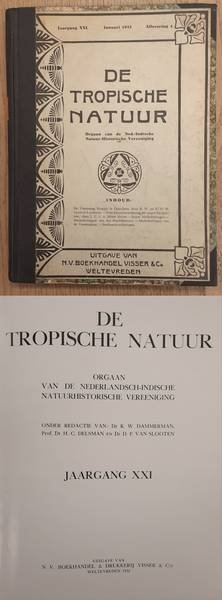 Jaargang XXI. Januari 1932 Aflevering 1
DE
TROPISCHE
NATUUR
Orgaan van de Ned.-Indische
Natuur-Historische Vereeniging
INHOUD:
UITGAVE VAN
N.V. BOEKHANDEL VISSER & Co.
WELTEVREDEN
DE
TROPISCHE NATUUR
ORGAAN
VAN DE NEDERLANDSCH-INDISCHE
NATUURHISTORISCHE VEREENIGING
ONDER REDACTIE VAN: Dr K. W. DAMMERMAN,
Prof. Dr H. C. DELSMAN EN Dr D. F. VAN SLOOTEN
JAARGANG XXI
UITGAVE VAN
N. V. BOEKHANDEL & DRUKKERIJ VISSER & Co
WELTEVREDEN 1932